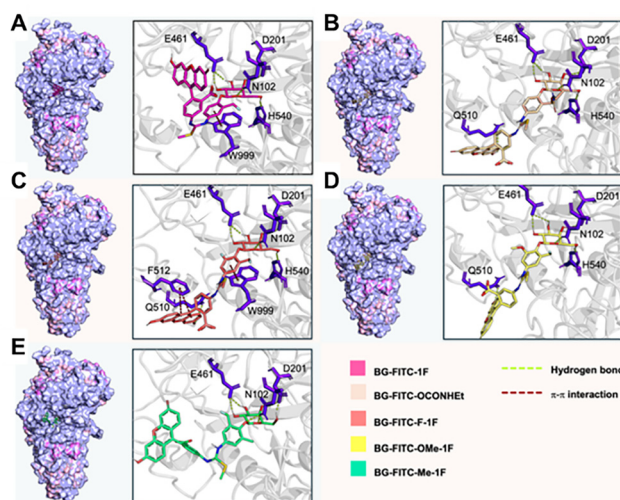 A
E461
D201
N102
H540
W999
B
E461
D201
N102
Q510
H540
C
E461
D201
N102
F512
H540
Q510
W999
D
E461
D201
N102
Q510
H540
E
E461
D201
N102
BG-FITC-1F
BG-FITC-OCONHEt
BG-FITC-F-1F
BG-FITC-OMe-1F
BG-FITC-Me-1F
Hydrogen bond
π-π interaction